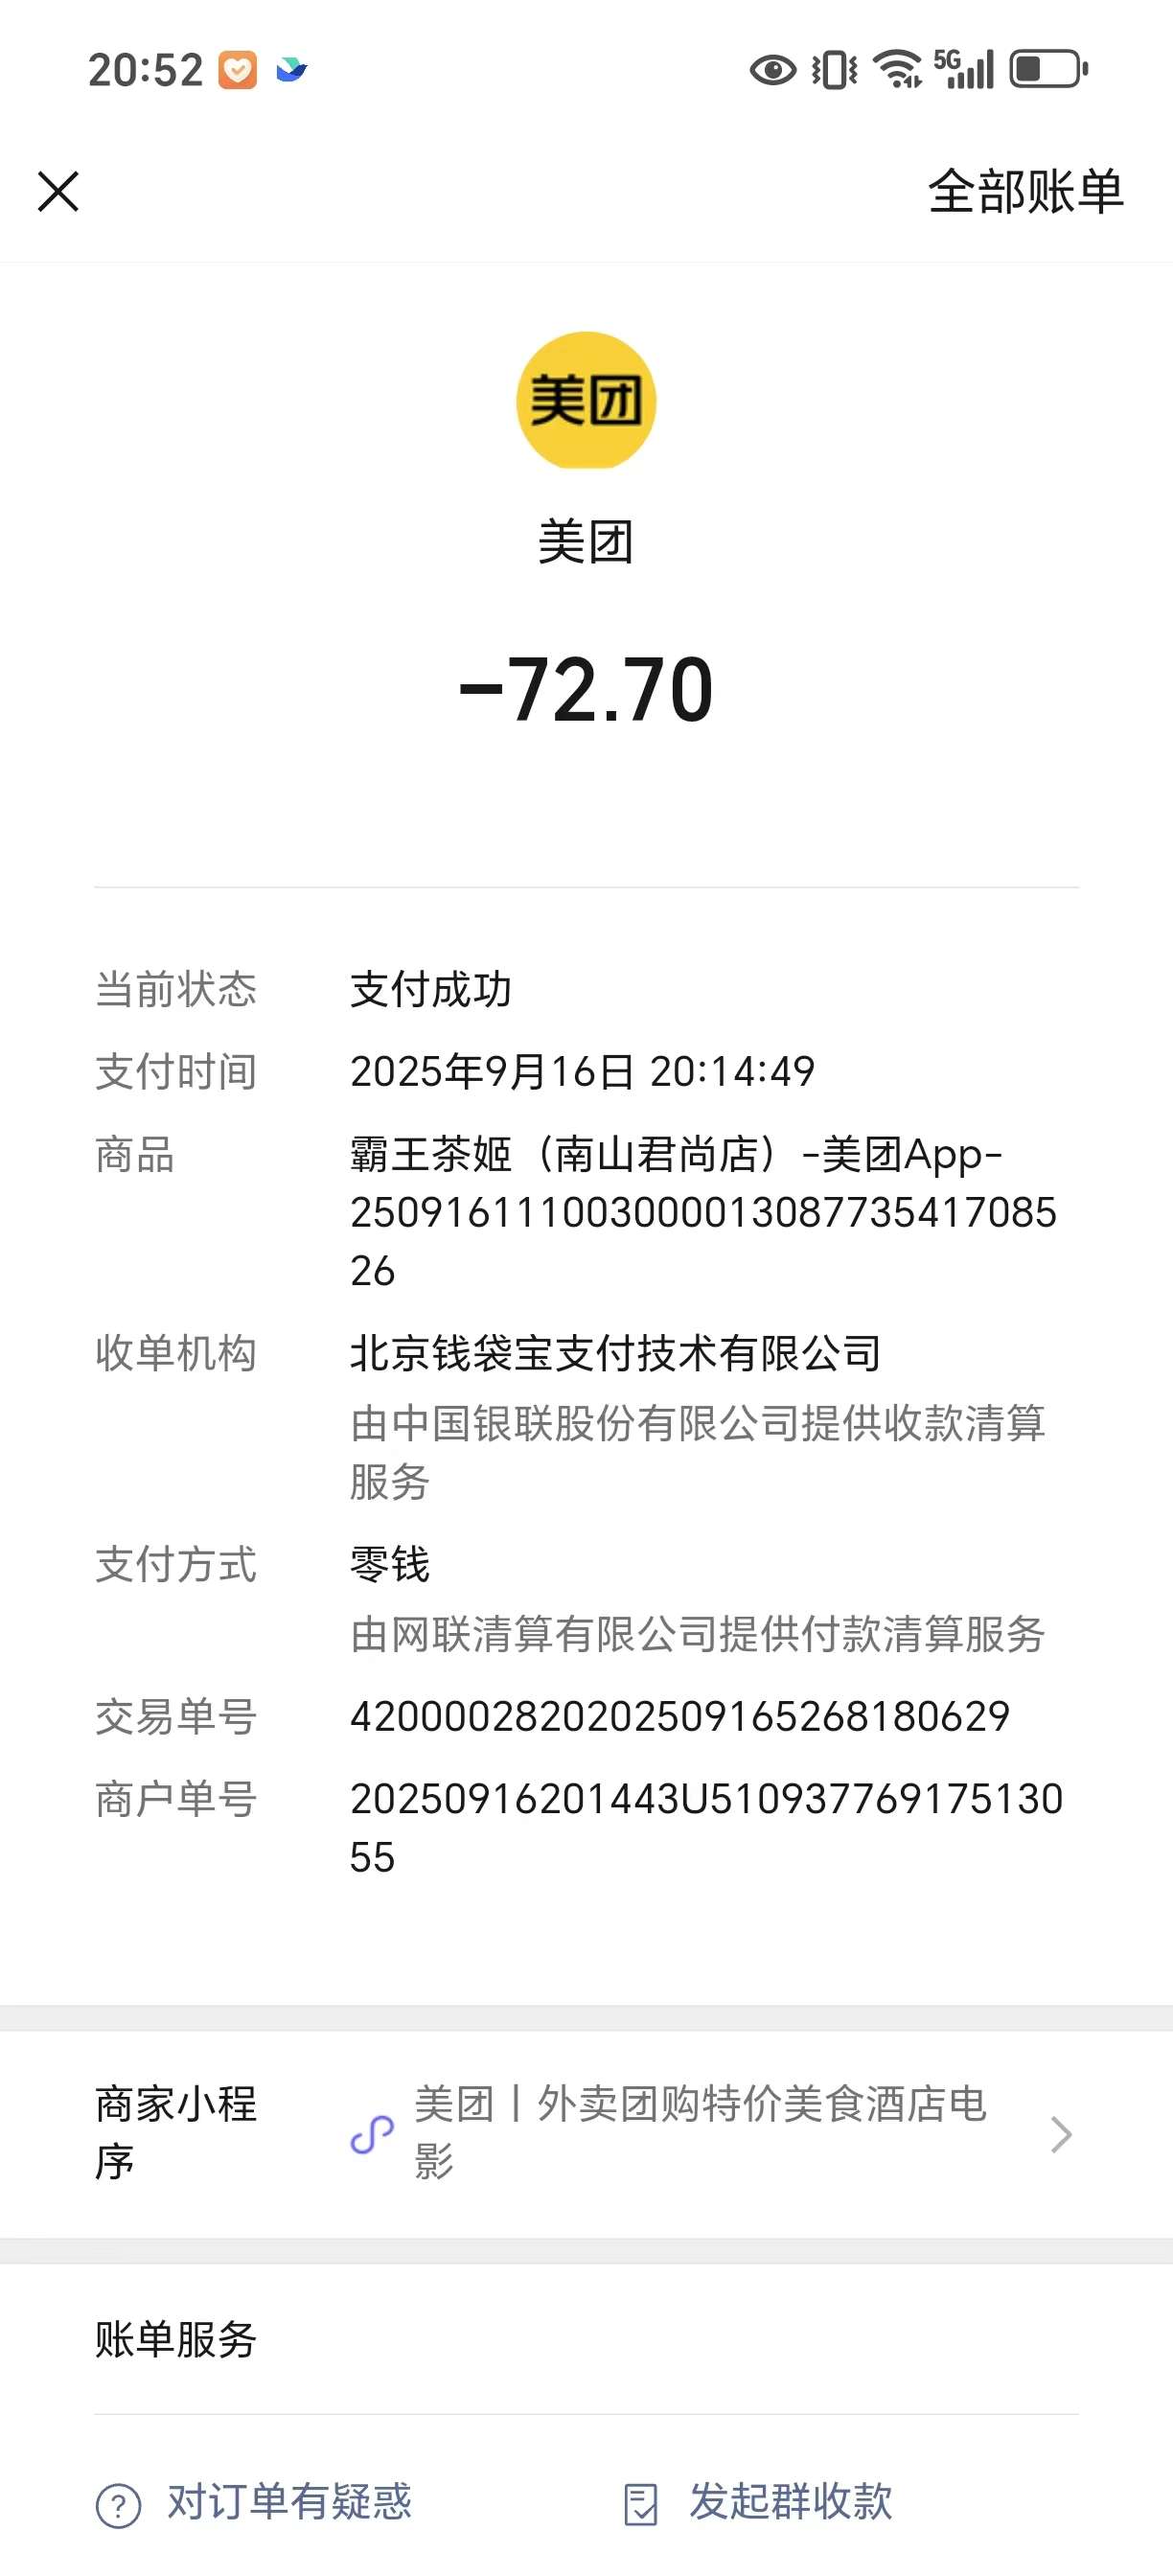 20:52 5G
全部账单
美团
美团
-72.70
当前状态 支付成功
支付时间 2025年9月16日 20:14:49
商品 霸王茶姬（南山君尚店）-美团App-
250916111003000013087735417085
26
收单机构 北京钱袋宝支付技术有限公司
由中国银联股份有限公司提供收款清算
服务
支付方式 零钱
由网联清算有限公司提供付款清算服务
交易单号 4200002820202509165268180629
商户单号 20250916201443U510937769175130
55
商家小程
序
美团丨外卖团购特价美食酒店电
影
账单服务
对订单有疑惑 发起群收款